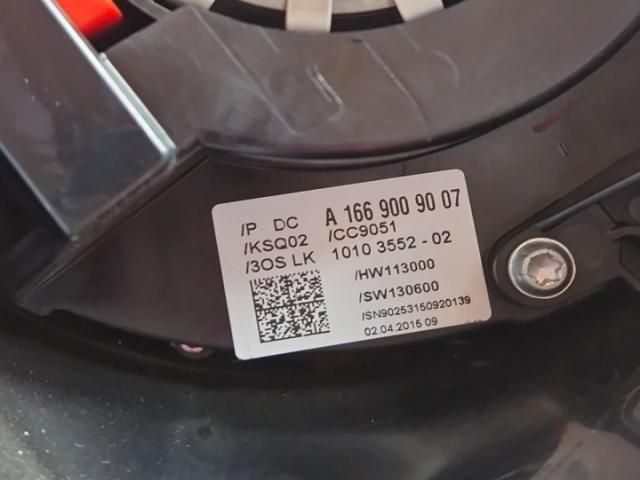 /P DC A 166 900 90 07
/KSQ02 /CC9051
/3OS LK 1010 3552 - 02
/HW113000
/SW130600
/SN90253150920139
02.04.2015 09